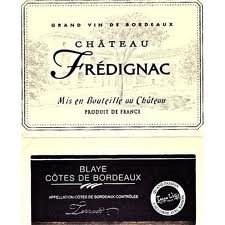 GRAND VIN DE BORDEAUX
CHÂTEAU
FRÉDIGNAC
Mis en Bouteille au Château
PRODUIT DE FRANCE
BLAYE
CÔTES DE BORDEAUX
APPELLATION CÔTES DE BORDEAUX CONTRÔLÉE